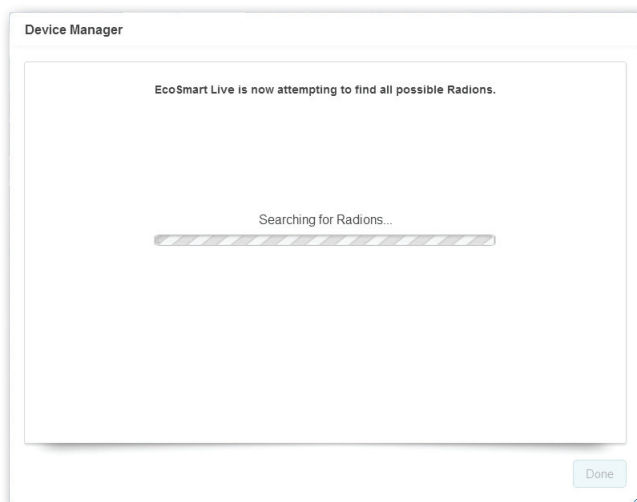 Device Manager
EcoSmart Live is now attempting to find all possible Radions.
Searching for Radions...
Done